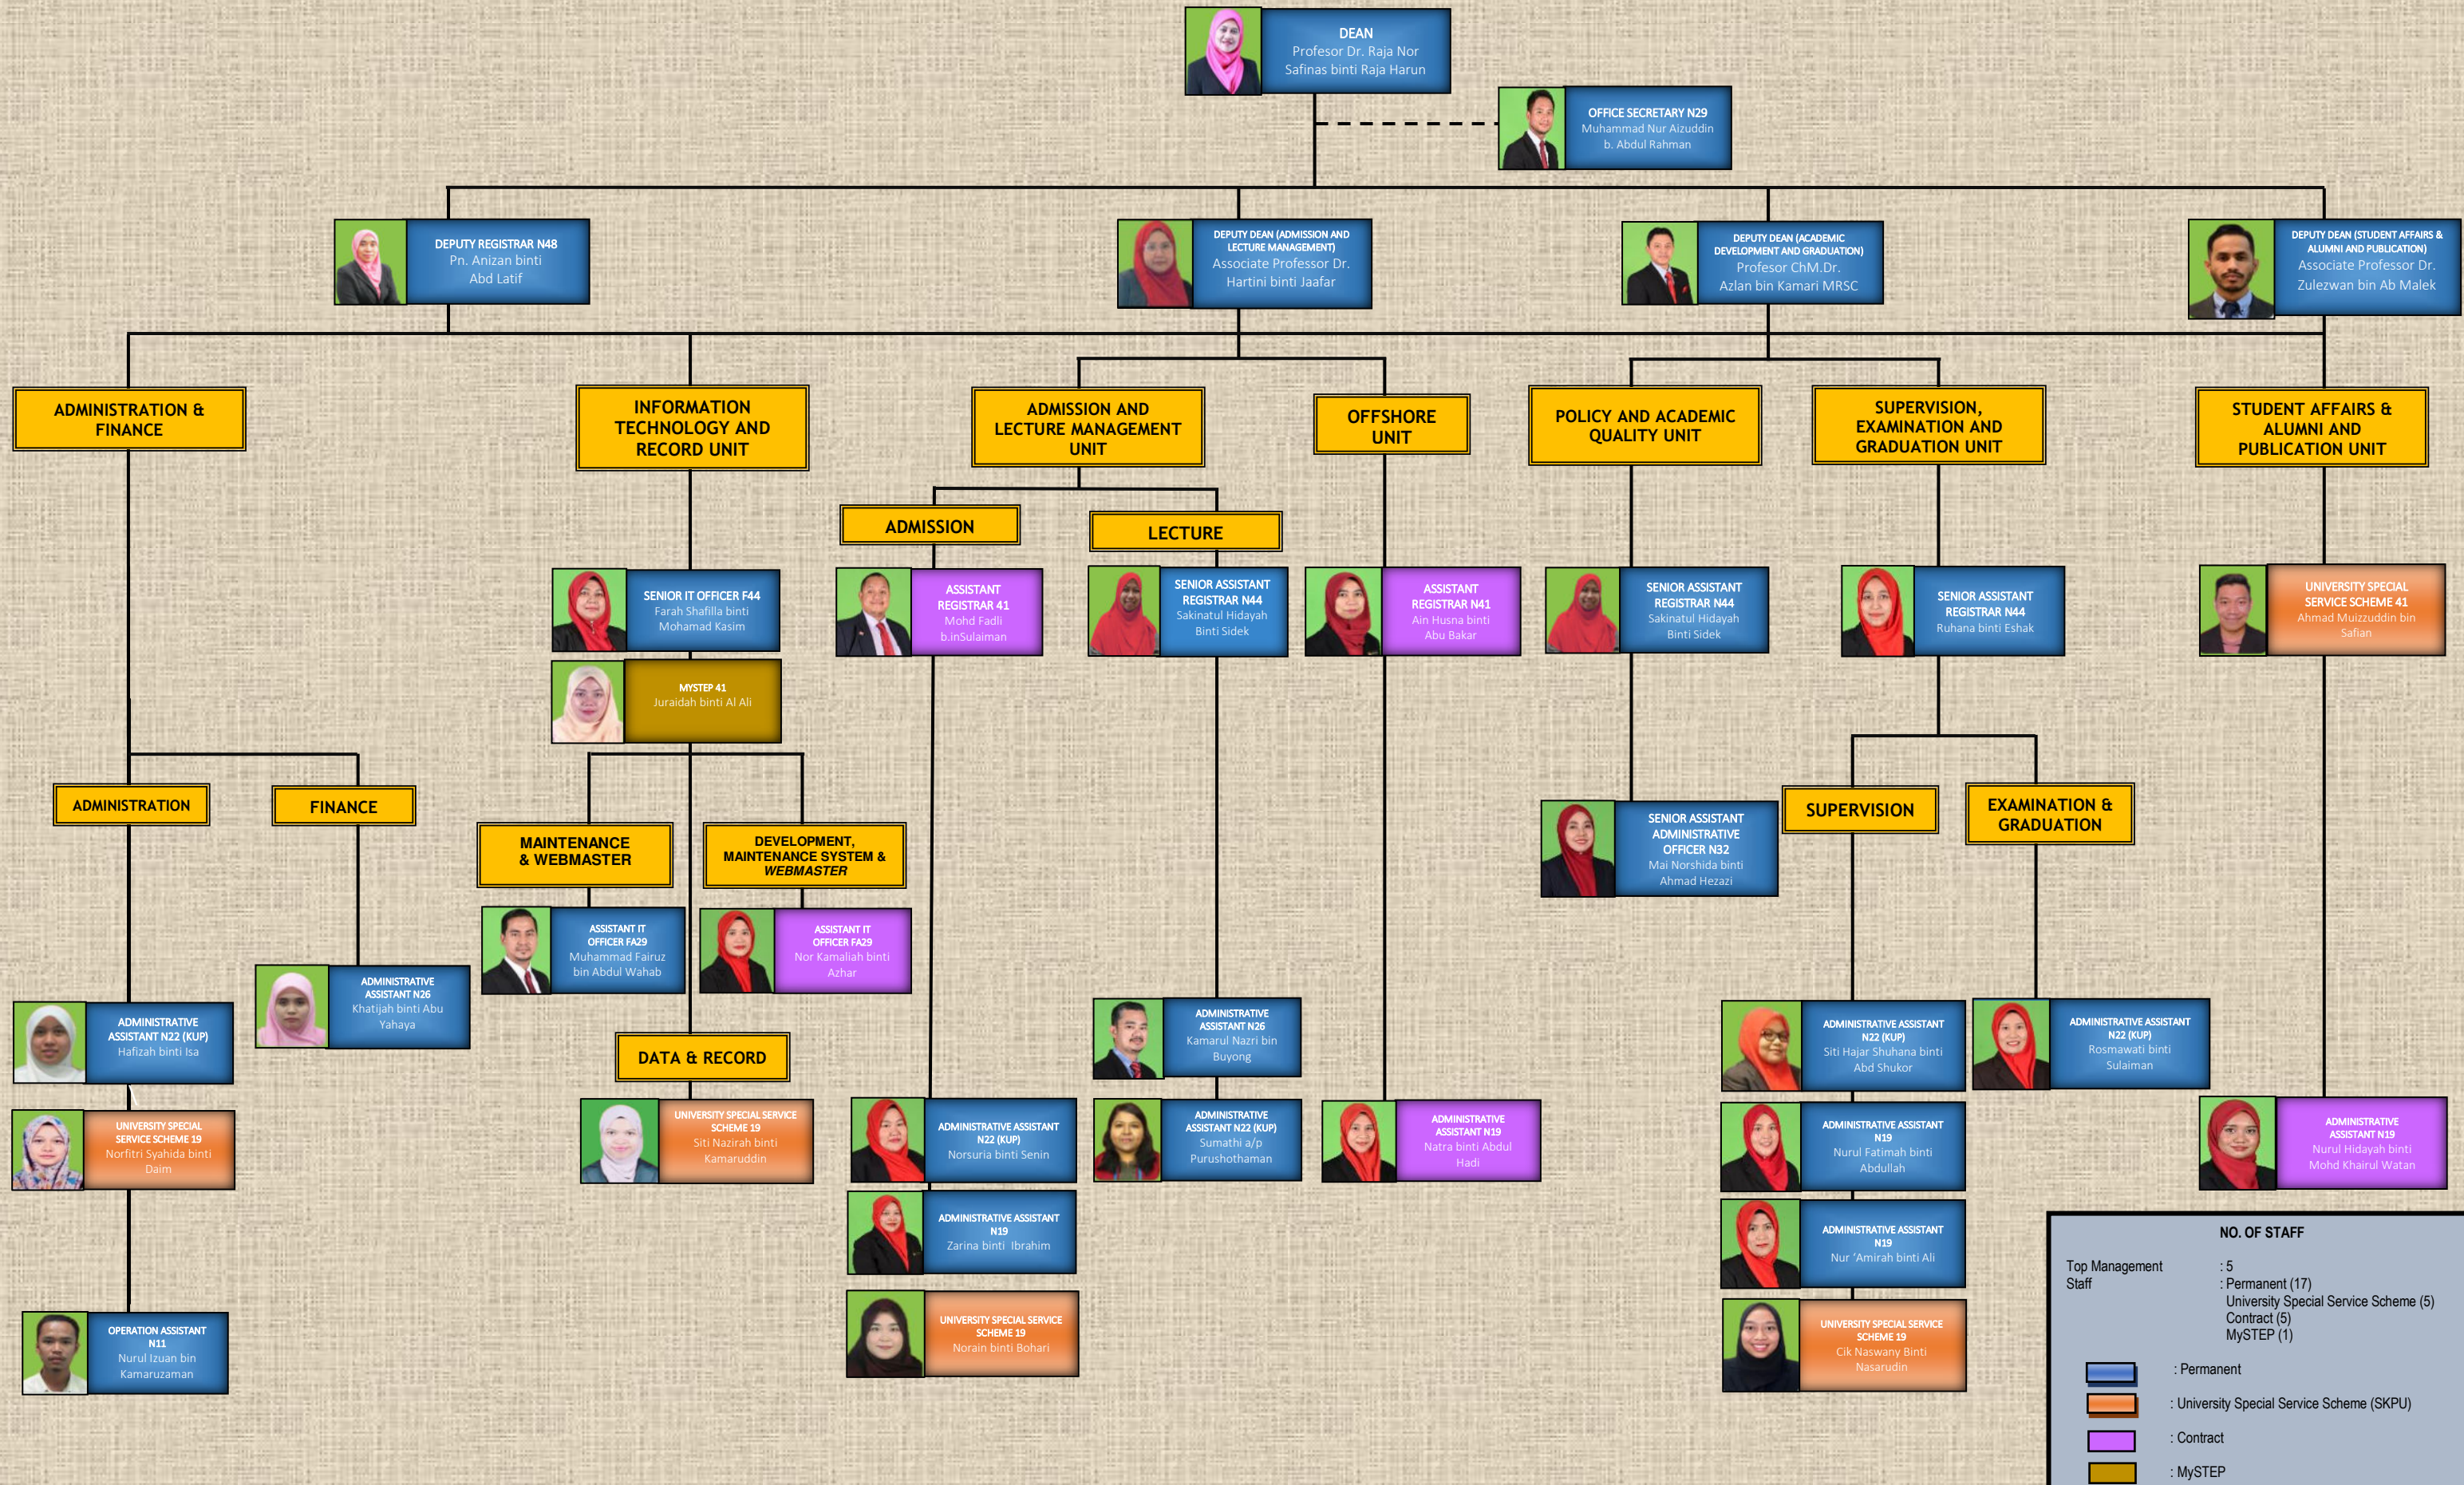 DEAN
Profesor Dr. Raja Nor
Safinas binti Raja Harun
OFFICE SECRETARY N29
Muhammad Nur Aizuddin
b. Abdul Rahman
DEPUTY REGISTRAR N48
Pn. Anizan binti
Abd Latif
DEPUTY DEAN (ADMISSION AND
LECTURE MANAGEMENT)
Associate Professor Dr.
Hartini binti Jaafar
DEPUTY DEAN (ACADEMIC
DEVELOPMENT AND GRADUATION)
Profesor ChM.Dr.
Azlan bin Kamari MRSC
DEPUTY DEAN (STUDENT AFFAIRS &
ALUMNI AND PUBLICATION)
Associate Professor Dr.
Zulezwan bin Ab Malek
ADMINISTRATION &
FINANCE
INFORMATION
TECHNOLOGY AND
RECORD UNIT
ADMISSION AND
LECTURE MANAGEMENT
UNIT
OFFSHORE
UNIT
POLICY AND ACADEMIC
QUALITY UNIT
SUPERVISION,
EXAMINATION AND
GRADUATION UNIT
STUDENT AFFAIRS &
ALUMNI AND
PUBLICATION UNIT
ADMISSION
LECTURE
SENIOR IT OFFICER F44
Farah Shafilla binti
Mohamad Kasim
ASSISTANT
REGISTRAR 41
Mohd Fadli
b.inSulaiman
SENIOR ASSISTANT
REGISTRAR N44
Sakinatul Hidayah
Binti Sidek
ASSISTANT
REGISTRAR N41
Ain Husna binti
Abu Bakar
SENIOR ASSISTANT
REGISTRAR N44
Sakinatul Hidayah
Binti Sidek
SENIOR ASSISTANT
REGISTRAR N44
Ruhana binti Eshak
UNIVERSITY SPECIAL
SERVICE SCHEME 41
Ahmad Muizzuddin bin
Safian
MYSTEP 41
Juraidah binti Al Ali
ADMINISTRATION
FINANCE
MAINTENANCE
& WEBMASTER
DEVELOPMENT,
MAINTENANCE SYSTEM &
WEBMASTER
SENIOR ASSISTANT
ADMINISTRATIVE
OFFICER N32
Mai Norshida binti
Ahmad Hezazi
SUPERVISION
EXAMINATION &
GRADUATION
ASSISTANT IT
OFFICER FA29
Muhammad Fairuz
bin Abdul Wahab
ASSISTANT IT
OFFICER FA29
Nor Kamaliah binti
Azhar
ADMINISTRATIVE
ASSISTANT N26
Khatijah binti Abu
Yahaya
ADMINISTRATIVE
ASSISTANT N22 (KUP)
Hafizah binti Isa
DATA & RECORD
ADMINISTRATIVE
ASSISTANT N26
Kamarul Nazri bin
Buyong
ADMINISTRATIVE ASSISTANT
N22 (KUP)
Siti Hajar Shuhana binti
Abd Shukor
ADMINISTRATIVE ASSISTANT
N22 (KUP)
Rosmawati binti
Sulaiman
UNIVERSITY SPECIAL
SERVICE SCHEME 19
Norfitri Syahida binti
Daim
UNIVERSITY SPECIAL SERVICE
SCHEME 19
Siti Nazirah binti
Kamaruddin
ADMINISTRATIVE ASSISTANT
N22 (KUP)
Norsuria binti Senin
ADMINISTRATIVE
ASSISTANT N22 (KUP)
Sumathi a/p
Purushothaman
ADMINISTRATIVE
ASSISTANT N19
Natra binti Abdul
Hadi
ADMINISTRATIVE ASSISTANT
N19
Nurul Fatimah binti
Abdullah
ADMINISTRATIVE
ASSISTANT N19
Nurul Hidayah binti
Mohd Khairul Watan
ADMINISTRATIVE ASSISTANT
N19
Zarina binti Ibrahim
ADMINISTRATIVE ASSISTANT
N19
Nur ‘Amirah binti Ali
OPERATION ASSISTANT
N11
Nurul Izuan bin
Kamaruzaman
UNIVERSITY SPECIAL SERVICE
SCHEME 19
Norain binti Bohari
UNIVERSITY SPECIAL SERVICE
SCHEME 19
Cik Naswany Binti
Nasarudin
NO. OF STAFF
Top Management : 5
Staff : Permanent (17)
University Special Service Scheme (5)
Contract (5)
MySTEP (1)
: Permanent
: University Special Service Scheme (SKPU)
: Contract
: MySTEP